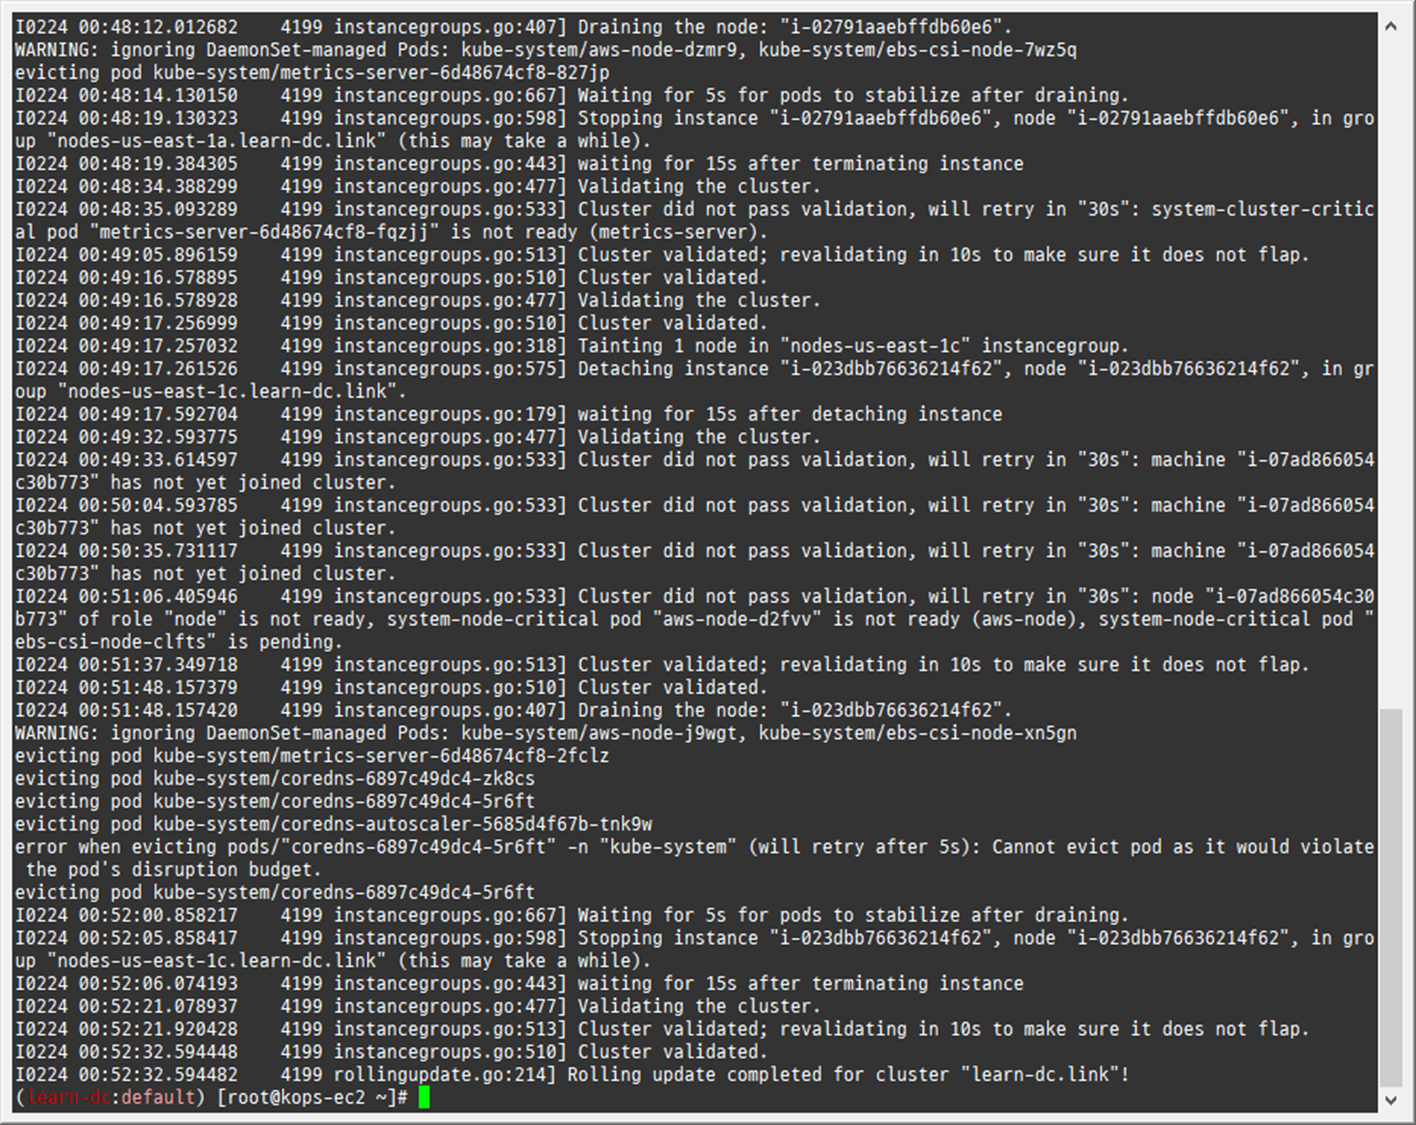 I0224 00:48:12.012682    4199 instancegroups.go:407] Draining the node: "i-02791aaebffdb60e6".
WARNING: ignoring DaemonSet-managed Pods: kube-system/aws-node-dzmr9, kube-system/ebs-csi-node-7wz5q
evicting pod kube-system/metrics-server-6d48674cf8-827jp
I0224 00:48:14.130150    4199 instancegroups.go:667] Waiting for 5s for pods to stabilize after draining.
I0224 00:48:19.130323    4199 instancegroups.go:598] Stopping instance "i-02791aaebffdb60e6", node "i-02791aaebffdb60e6", in gro
up "nodes-us-east-1a.learn-dc.link" (this may take a while).
I0224 00:48:19.384305    4199 instancegroups.go:443] waiting for 15s after terminating instance
I0224 00:48:34.388299    4199 instancegroups.go:477] Validating the cluster.
I0224 00:48:35.093289    4199 instancegroups.go:533] Cluster did not pass validation, will retry in "30s": system-cluster-critic
al pod "metrics-server-6d48674cf8-fqzjj" is not ready (metrics-server).
I0224 00:49:05.896159    4199 instancegroups.go:513] Cluster validated; revalidating in 10s to make sure it does not flap.
I0224 00:49:16.578895    4199 instancegroups.go:510] Cluster validated.
I0224 00:49:16.578928    4199 instancegroups.go:477] Validating the cluster.
I0224 00:49:17.256999    4199 instancegroups.go:510] Cluster validated.
I0224 00:49:17.257032    4199 instancegroups.go:318] Tainting 1 node in "nodes-us-east-1c" instancegroup.
I0224 00:49:17.261526    4199 instancegroups.go:575] Detaching instance "i-023dbb76636214f62", node "i-023dbb76636214f62", in gr
oup "nodes-us-east-1c.learn-dc.link".
I0224 00:49:17.592704    4199 instancegroups.go:179] waiting for 15s after detaching instance
I0224 00:49:32.593775    4199 instancegroups.go:477] Validating the cluster.
I0224 00:49:33.614597    4199 instancegroups.go:533] Cluster did not pass validation, will retry in "30s": machine "i-07ad866054
c30b773" has not yet joined cluster.
I0224 00:50:04.593785    4199 instancegroups.go:533] Cluster did not pass validation, will retry in "30s": machine "i-07ad866054
c30b773" has not yet joined cluster.
I0224 00:50:35.731117    4199 instancegroups.go:533] Cluster did not pass validation, will retry in "30s": machine "i-07ad866054
c30b773" has not yet joined cluster.
I0224 00:51:06.405946    4199 instancegroups.go:533] Cluster did not pass validation, will retry in "30s": node "i-07ad866054c30
b773" of role "node" is not ready, system-node-critical pod "aws-node-d2fvv" is not ready (aws-node), system-node-critical pod "
ebs-csi-node-clfts" is pending.
I0224 00:51:37.349718    4199 instancegroups.go:513] Cluster validated; revalidating in 10s to make sure it does not flap.
I0224 00:51:48.157379    4199 instancegroups.go:510] Cluster validated.
I0224 00:51:48.157420    4199 instancegroups.go:407] Draining the node: "i-023dbb76636214f62".
WARNING: ignoring DaemonSet-managed Pods: kube-system/aws-node-j9wgt, kube-system/ebs-csi-node-xn5gn
evicting pod kube-system/metrics-server-6d48674cf8-2fclz
evicting pod kube-system/coredns-6897c49dc4-zk8cs
evicting pod kube-system/coredns-6897c49dc4-5r6ft
evicting pod kube-system/coredns-autoscaler-5685d4f67b-tnk9w
error when evicting pods/"coredns-6897c49dc4-5r6ft" -n "kube-system" (will retry after 5s): Cannot evict pod as it would violate
 the pod's disruption budget.
evicting pod kube-system/coredns-6897c49dc4-5r6ft
I0224 00:52:00.858217    4199 instancegroups.go:667] Waiting for 5s for pods to stabilize after draining.
I0224 00:52:05.858417    4199 instancegroups.go:598] Stopping instance "i-023dbb76636214f62", node "i-023dbb76636214f62", in gro
up "nodes-us-east-1c.learn-dc.link" (this may take a while).
I0224 00:52:06.074193    4199 instancegroups.go:443] waiting for 15s after terminating instance
I0224 00:52:21.078937    4199 instancegroups.go:477] Validating the cluster.
I0224 00:52:21.920428    4199 instancegroups.go:513] Cluster validated; revalidating in 10s to make sure it does not flap.
I0224 00:52:32.594448    4199 instancegroups.go:510] Cluster validated.
I0224 00:52:32.594482    4199 rollingupdate.go:214] Rolling update completed for cluster "learn-dc.link"!
(learn-dc:default) [root@kops-ec2 ~]#